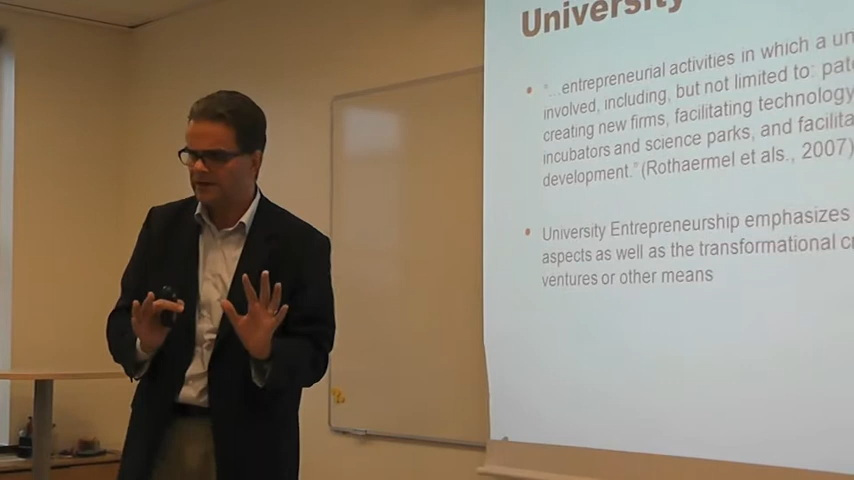 University
• "...entrepreneurial activities in which a un
involved, including, but not limited to: pate
creating new firms, facilitating technology
incubators and science parks, and facilita
development." (Rothaermel et als., 2007)
• University Entrepreneurship emphasizes
aspects as well as the transformational cr
ventures or other means